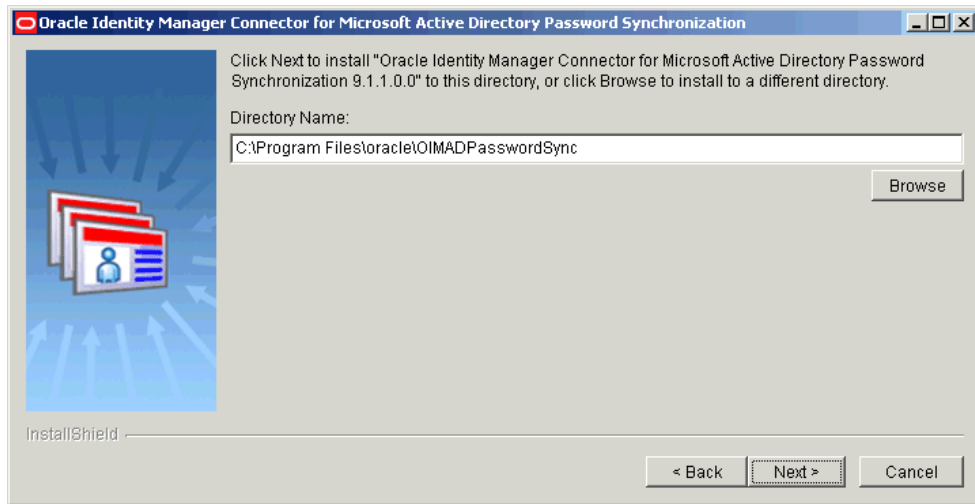 Oracle Identity Manager Connector for Microsoft Active Directory Password Synchronization
Click Next to install "Oracle Identity Manager Connector for Microsoft Active Directory Password
Synchronization 9.1.1.0.0" to this directory, or click Browse to install to a different directory.
Directory Name:
C:\Program Files\oracle\OIMADPasswordSync
Browse
InstallShield
< Back
Next >
Cancel